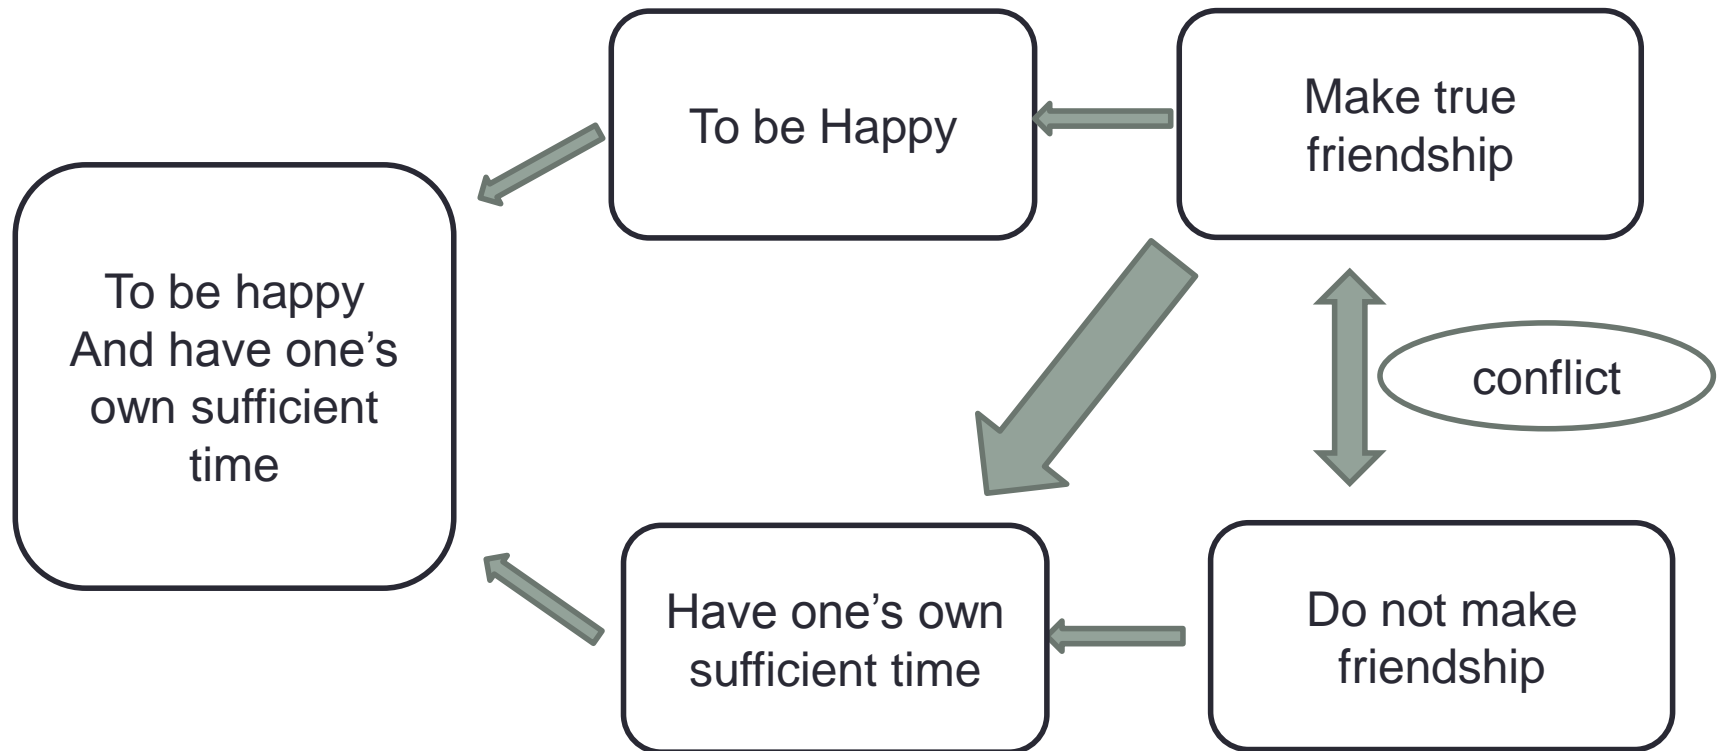 To be Happy
Make true
friendship
To be happy
And have one’s
own sufficient
time
conflict
Have one’s own
sufficient time
Do not make
friendship